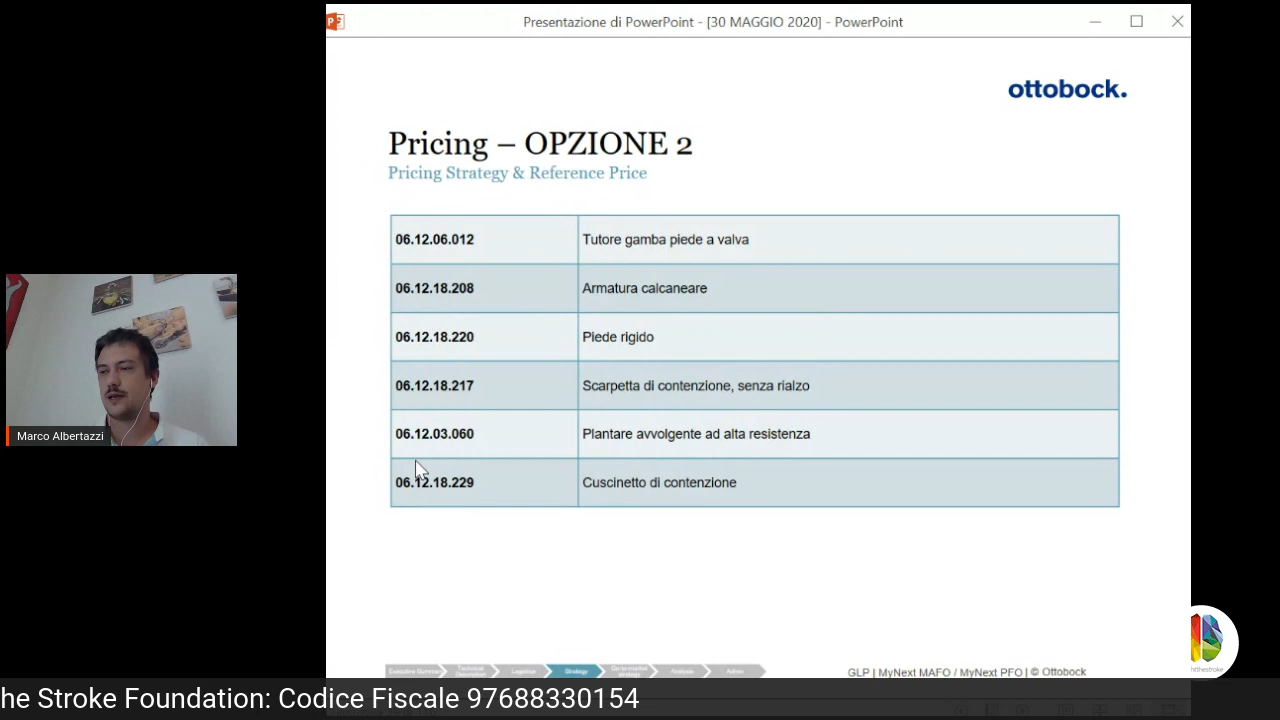 Presentazione di PowerPoint - [30 MAGGIO 2020] - PowerPoint
ottobock.
Pricing – OPZIONE 2
Pricing Strategy & Reference Price
06.12.06.012 Tutore gamba piede a valva
06.12.18.208 Armatura calcaneare
06.12.18.220 Piede rigido
06.12.18.217 Scarpetta di contenzione, senza rialzo
06.12.03.060 Plantare avvolgente ad alta resistenza
06.12.18.229 Cuscinetto di contenzione
Marco Albertazzi
Logistics Strategy Analysis
GLP | MyNext MAFO / MyNext PFO | © Ottobock
he Stroke Foundation: Codice Fiscale 97688330154